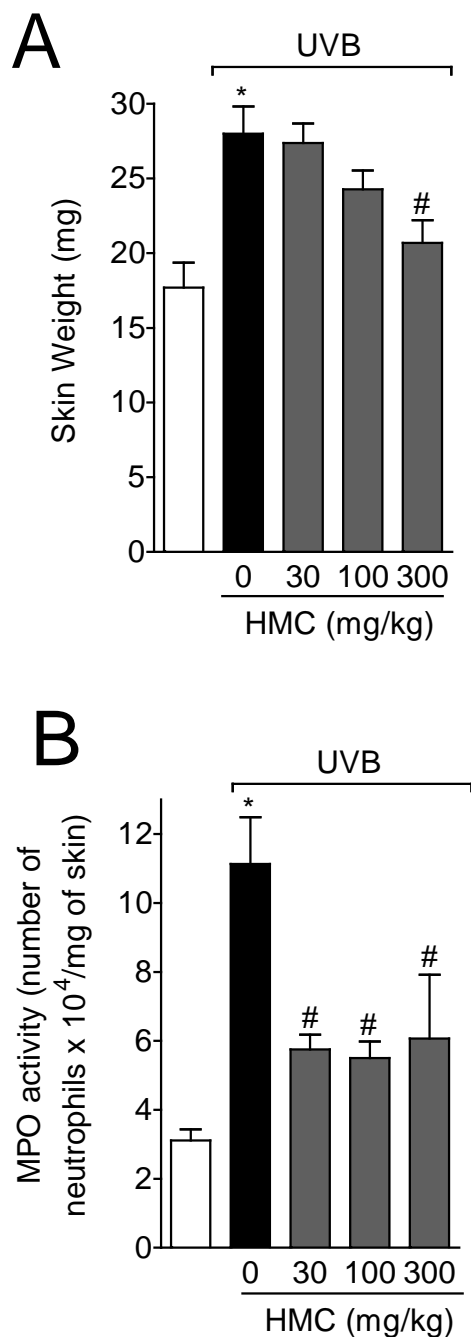 A
UVB
*
#
30
25
20
15
10
5
0
Skin Weight (mg)
0 30 100 300
HMC (mg/kg)
B
UVB
*
# # #
12
10
8
6
4
2
0
MPO activity (number of
neutrophils x 10⁴/mg of skin)
0 30 100 300
HMC (mg/kg)